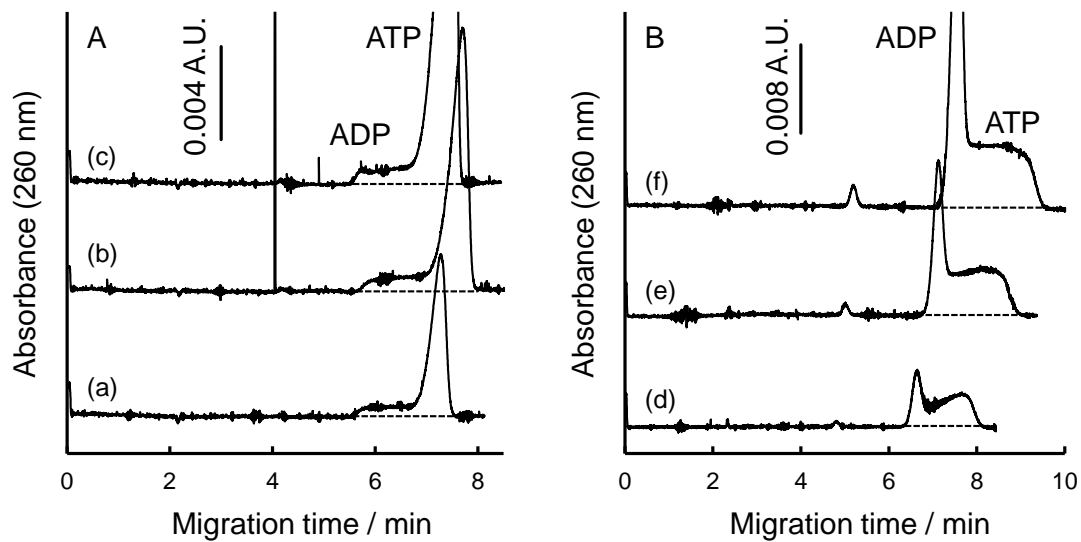 A
ATP
0.004 A.U.
ADP
(c)
(b)
(a)
Absorbance (260 nm)
0 2 4 6 8
Migration time / min
B
ADP
0.008 A.U.
ATP
(f)
(e)
(d)
Absorbance (260 nm)
0 2 4 6 8 10
Migration time / min